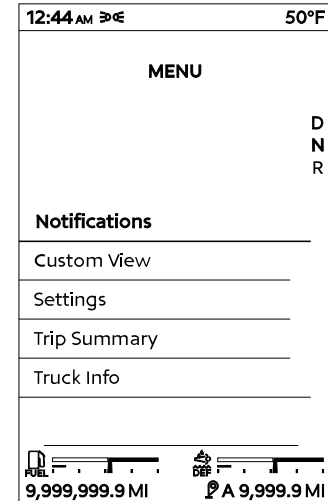 12:44 AM 50°F
MENU
D
N
R
Notifications
Custom View
Settings
Trip Summary
Truck Info
FUEL DEF
9,999,999.9 MI A 9,999.9 MI